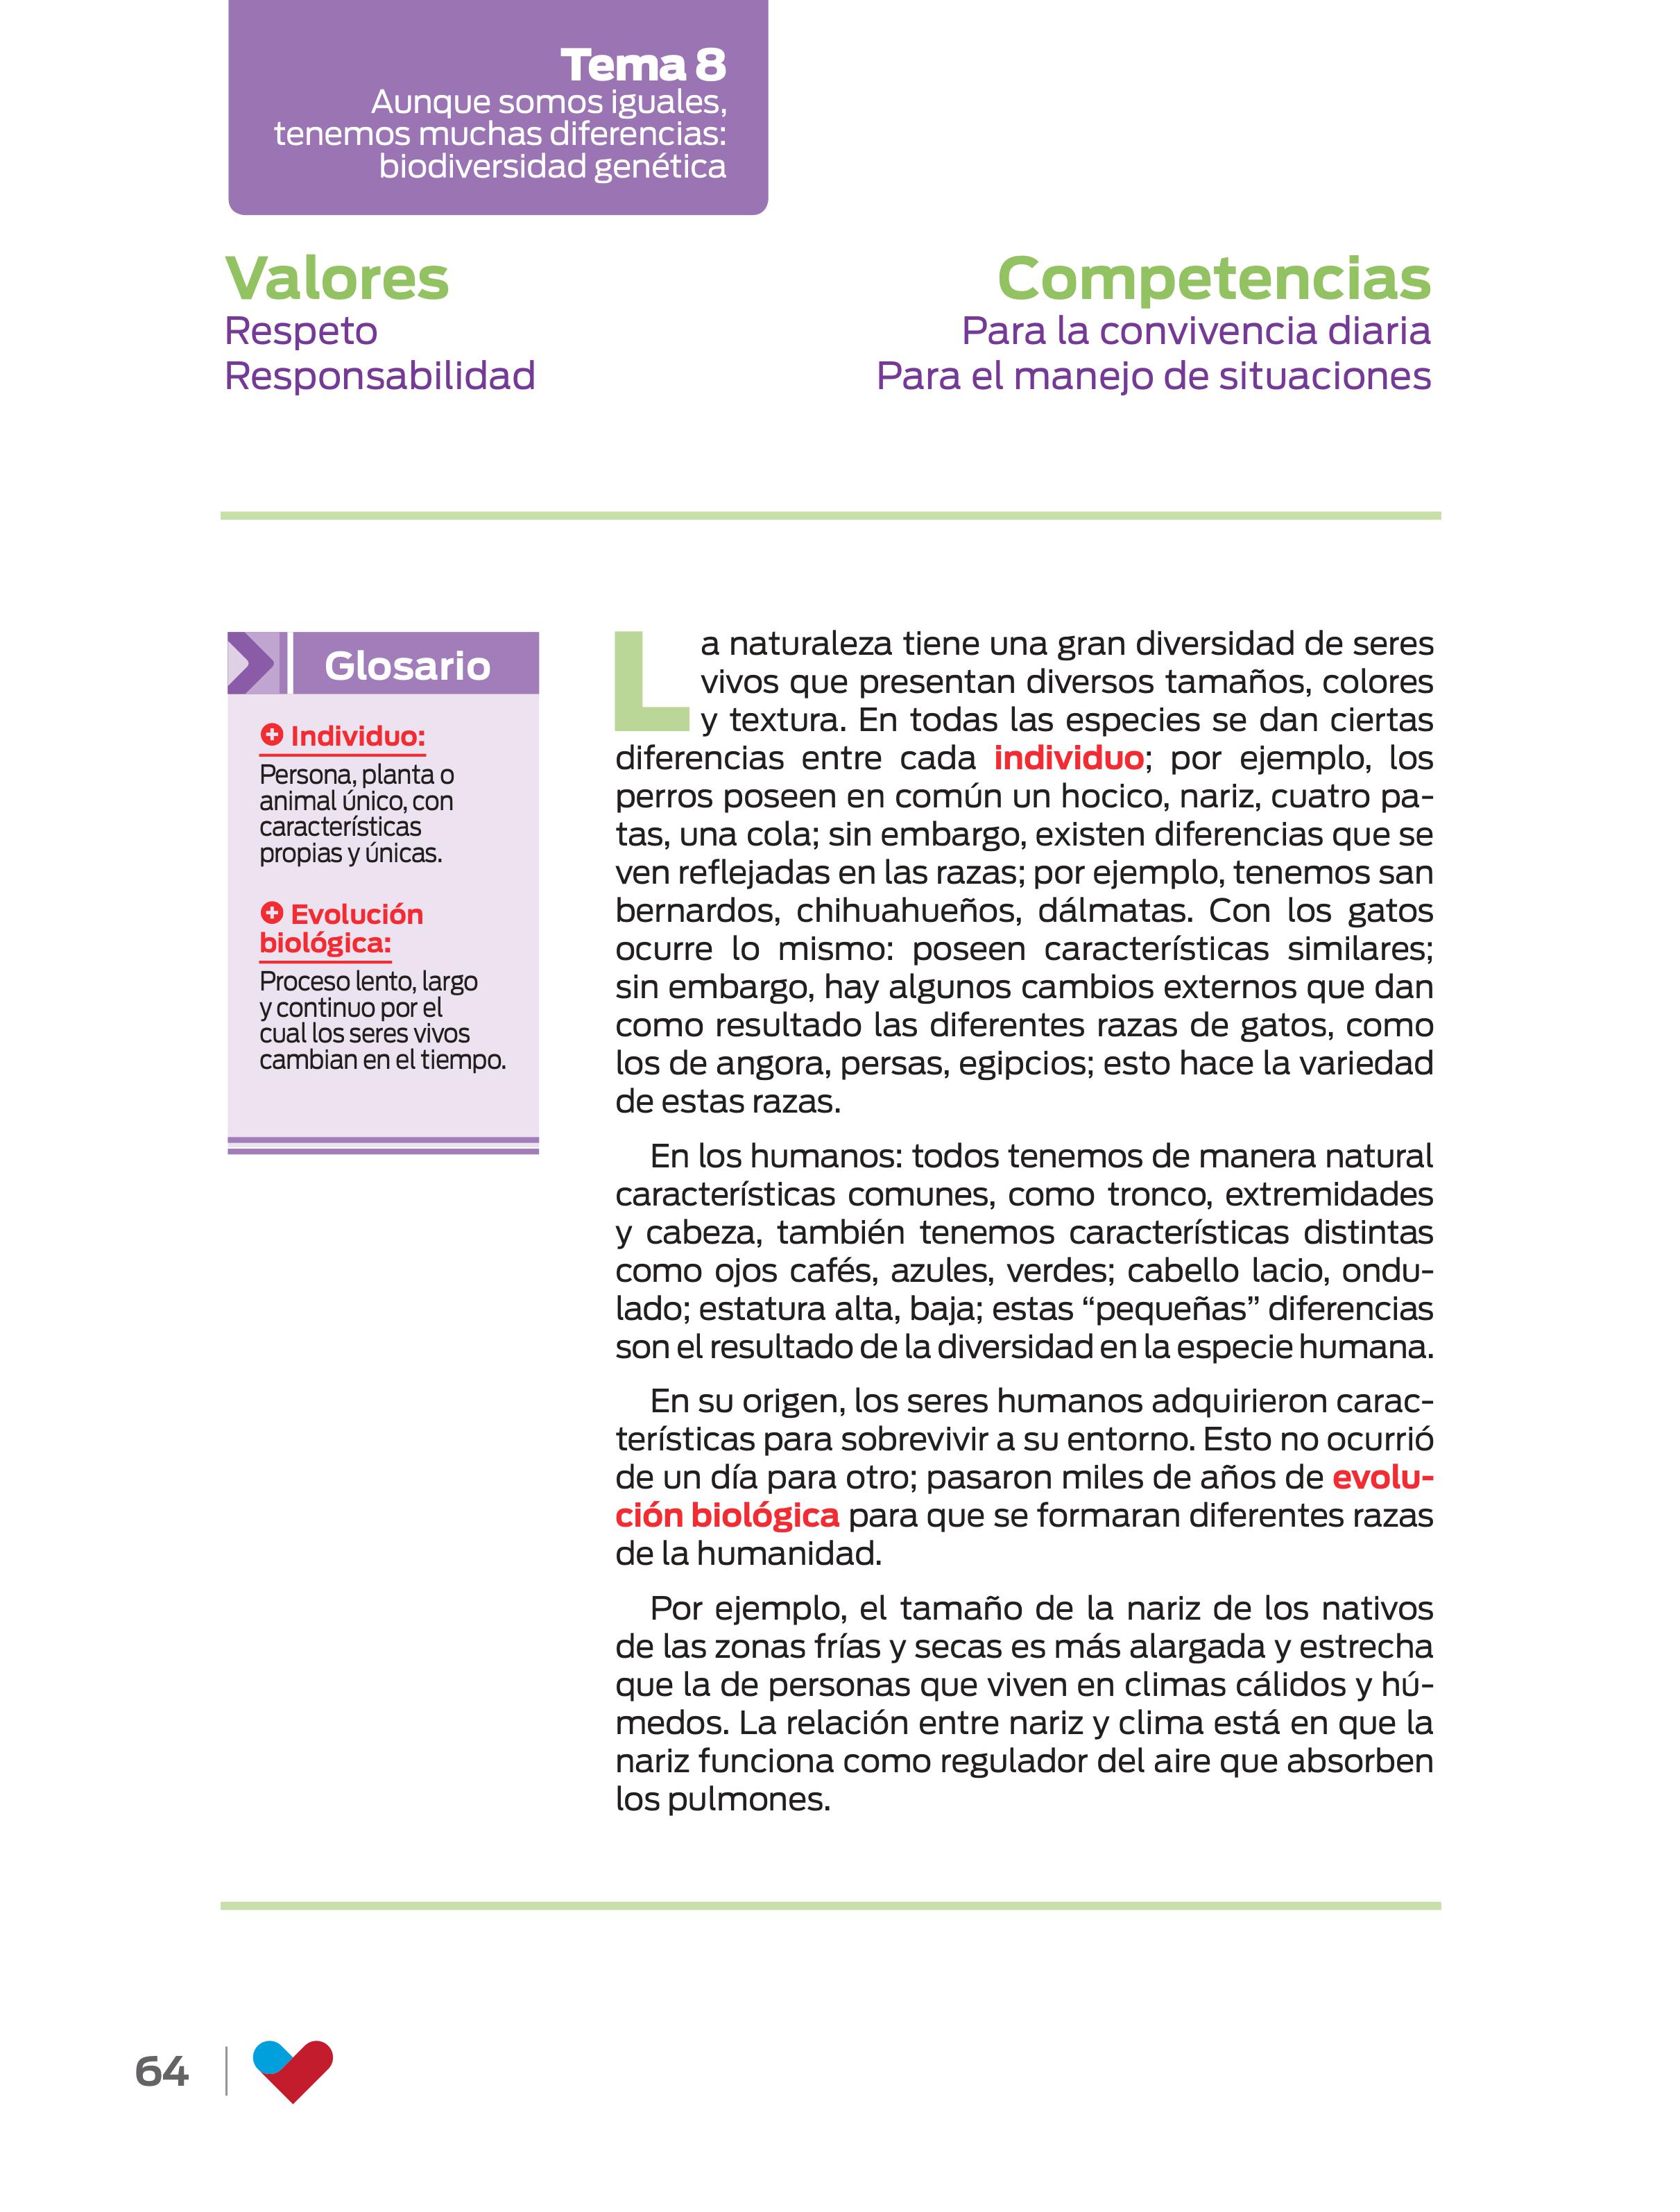 Tema 8
Aunque somos iguales,
tenemos muchas diferencias:
biodiversidad genética
Valores
Respeto
Responsabilidad
Competencias
Para la convivencia diaria
Para el manejo de situaciones
Glosario
Individuo:
Persona, planta o
animal único, con
características
propias y únicas.
Evolución
biológica:
Proceso lento, largo
y continuo por el
cual los seres vivos
cambian en el tiempo.
La naturaleza tiene una gran diversidad de seres
vivos que presentan diversos tamaños, colores
y textura. En todas las especies se dan ciertas
diferencias entre cada individuo; por ejemplo, los
perros poseen en común un hocico, nariz, cuatro pa-
tas, una cola; sin embargo, existen diferencias que se
ven reflejadas en las razas; por ejemplo, tenemos san
bernardos, chihuahueños, dálmatas. Con los gatos
ocurre lo mismo: poseen características similares;
sin embargo, hay algunos cambios externos que dan
como resultado las diferentes razas de gatos, como
los de angora, persas, egipcios; esto hace la variedad
de estas razas.
En los humanos: todos tenemos de manera natural
características comunes, como tronco, extremidades
y cabeza, también tenemos características distintas
como ojos cafés, azules, verdes; cabello lacio, ondu-
lado; estatura alta, baja; estas “pequeñas” diferencias
son el resultado de la diversidad en la especie humana.
En su origen, los seres humanos adquirieron carac-
terísticas para sobrevivir a su entorno. Esto no ocurrió
de un día para otro; pasaron miles de años de evolu-
ción biológica para que se formaran diferentes razas
de la humanidad.
Por ejemplo, el tamaño de la nariz de los nativos
de las zonas frías y secas es más alargada y estrecha
que la de personas que viven en climas cálidos y hú-
medos. La relación entre nariz y clima está en que la
nariz funciona como regulador del aire que absorben
los pulmones.
64